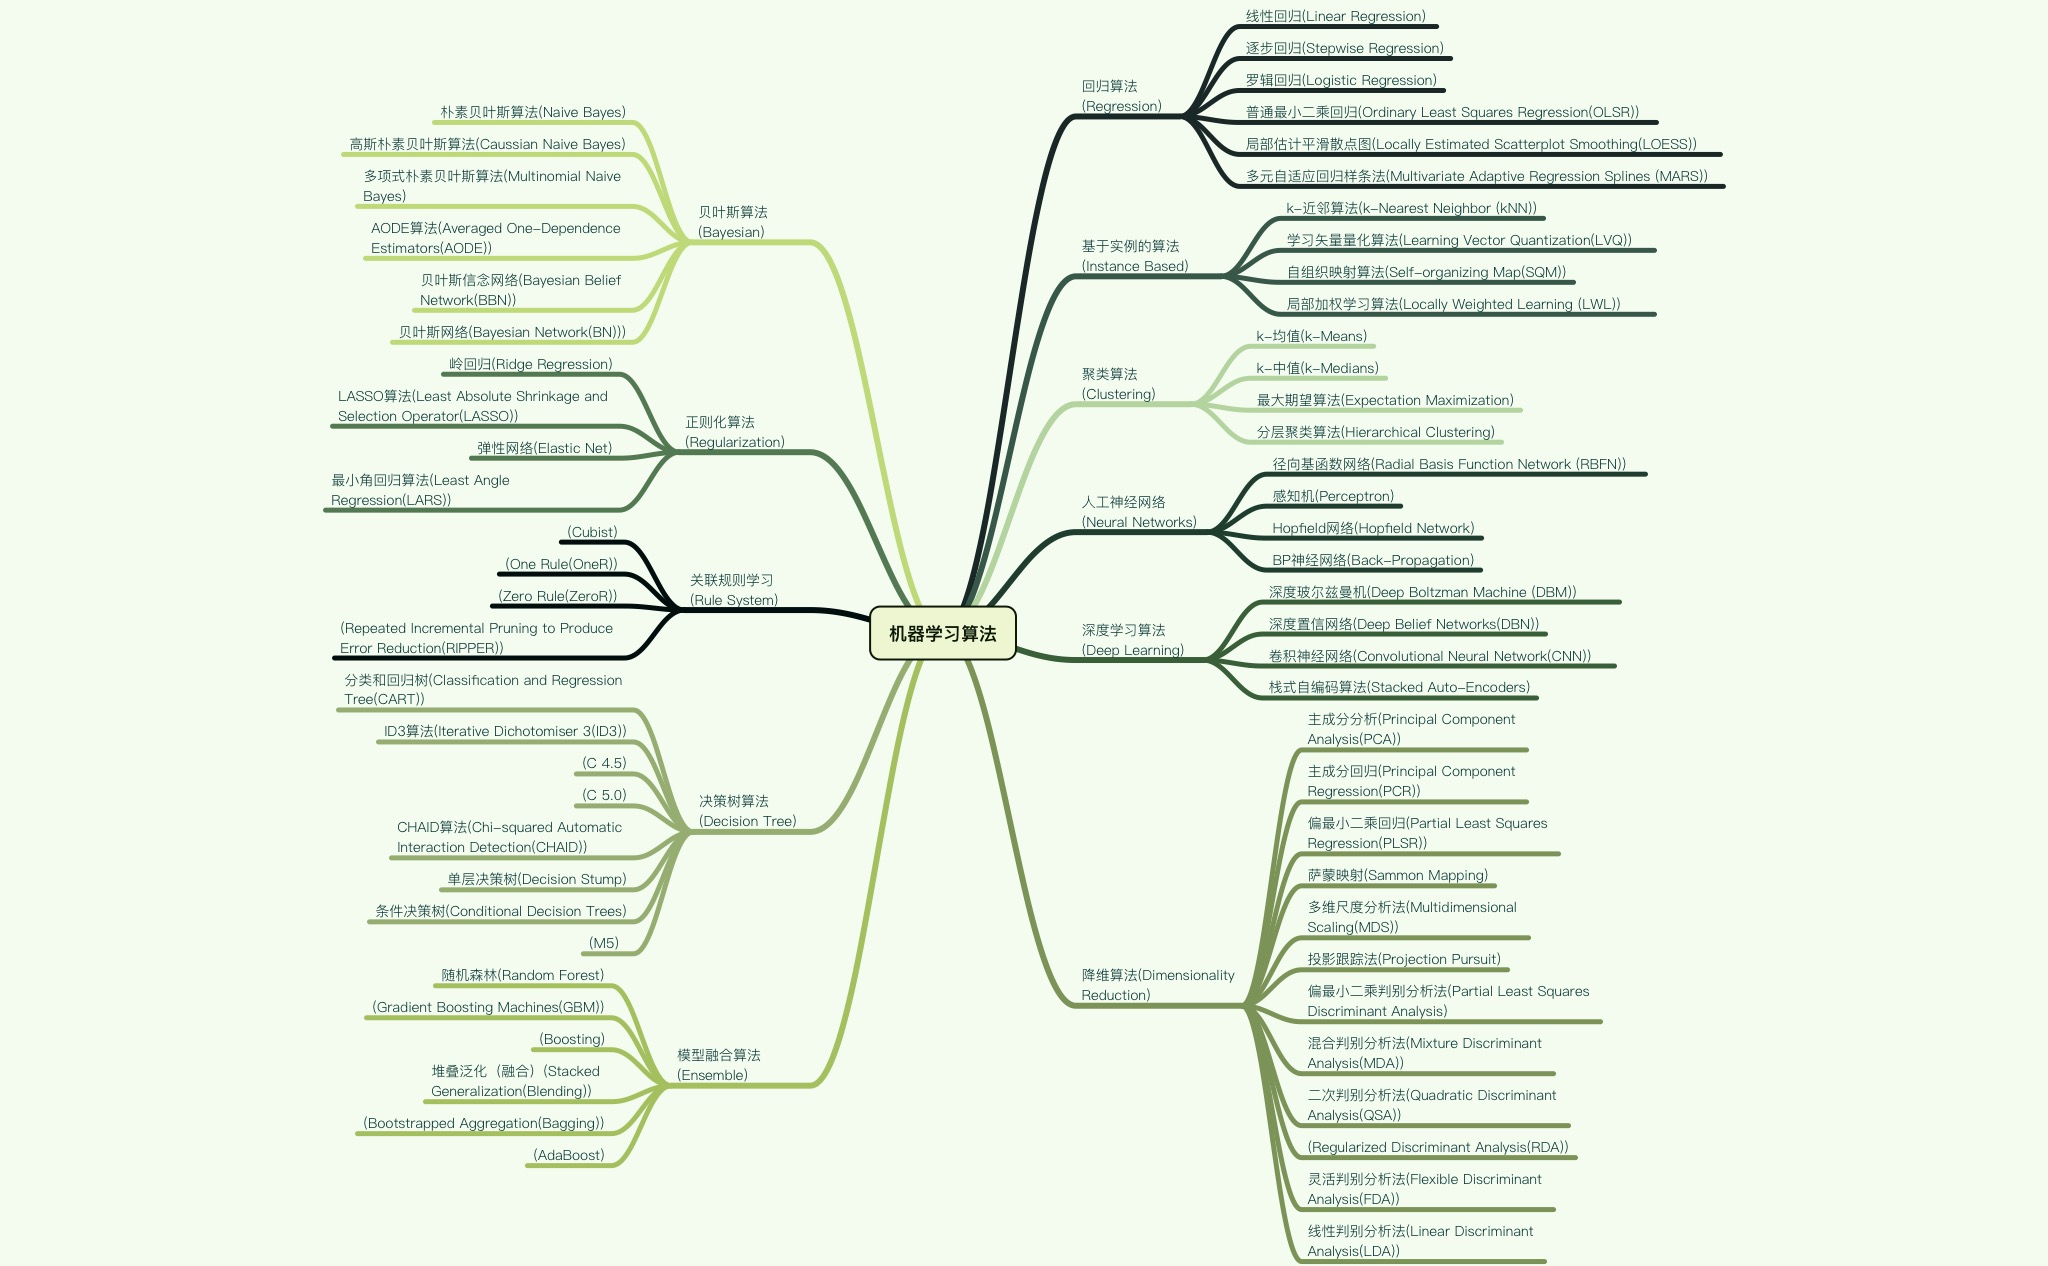 机器学习算法
回归算法
(Regression)
线性回归(Linear Regression)
逐步回归(Stepwise Regression)
罗辑回归(Logistic Regression)
普通最小二乘回归(Ordinary Least Squares Regression(OLSR))
局部估计平滑散点图(Locally Estimated Scatterplot Smoothing(LOESS))
多元自适应回归样条法(Multivariate Adaptive Regression Splines (MARS))
基于实例的算法
(Instance Based)
k-近邻算法(k-Nearest Neighbor (kNN))
学习矢量量化算法(Learning Vector Quantization(LVQ))
自组织映射算法(Self-organizing Map(SQM))
局部加权学习算法(Locally Weighted Learning (LWL))
聚类算法
(Clustering)
k-均值(k-Means)
k-中值(k-Medians)
最大期望算法(Expectation Maximization)
分层聚类算法(Hierarchical Clustering)
人工神经网络
(Neural Networks)
径向基函数网络(Radial Basis Function Network (RBFN))
感知机(Perceptron)
Hopfield网络(Hopfield Network)
BP神经网络(Back-Propagation)
深度学习算法
(Deep Learning)
深度玻尔兹曼机(Deep Boltzman Machine (DBM))
深度置信网络(Deep Belief Networks(DBN))
卷积神经网络(Convolutional Neural Network(CNN))
栈式自编码算法(Stacked Auto-Encoders)
降维算法(Dimensionality
Reduction)
主成分分析(Principal Component
Analysis(PCA))
主成分回归(Principal Component
Regression(PCR))
偏最小二乘回归(Partial Least Squares
Regression(PLSR))
萨蒙映射(Sammon Mapping)
多维尺度分析法(Multidimensional
Scaling(MDS))
投影跟踪法(Projection Pursuit)
偏最小二乘判别分析法(Partial Least Squares
Discriminant Analysis)
混合判别分析法(Mixture Discriminant
Analysis(MDA))
二次判别分析法(Quadratic Discriminant
Analysis(QSA))
(Regularized Discriminant Analysis(RDA))
灵活判别分析法(Flexible Discriminant
Analysis(FDA))
线性判别分析法(Linear Discriminant
Analysis(LDA))
贝叶斯算法
(Bayesian)
朴素贝叶斯算法(Naive Bayes)
高斯朴素贝叶斯算法(Caussian Naive Bayes)
多项式朴素贝叶斯算法(Multinomial Naive
Bayes)
AODE算法(Averaged One-Dependence
Estimators(AODE))
贝叶斯信念网络(Bayesian Belief
Network(BBN))
贝叶斯网络(Bayesian Network(BN)))
正则化算法
(Regularization)
岭回归(Ridge Regression)
LASSO算法(Least Absolute Shrinkage and
Selection Operator(LASSO))
弹性网络(Elastic Net)
最小角回归算法(Least Angle
Regression(LARS))
关联规则学习
(Rule System)
(Cubist)
(One Rule(OneR))
(Zero Rule(ZeroR))
(Repeated Incremental Pruning to Produce
Error Reduction(RIPPER))
决策树算法
(Decision Tree)
分类和回归树(Classification and Regression
Tree(CART))
ID3算法(Iterative Dichotomiser 3(ID3))
(C 4.5)
(C 5.0)
CHAID算法(Chi-squared Automatic
Interaction Detection(CHAID))
单层决策树(Decision Stump)
条件决策树(Conditional Decision Trees)
(M5)
模型融合算法
(Ensemble)
随机森林(Random Forest)
(Gradient Boosting Machines(GBM))
(Boosting)
堆叠泛化（融合）(Stacked
Generalization(Blending))
(Bootstrapped Aggregation(Bagging))
(AdaBoost)